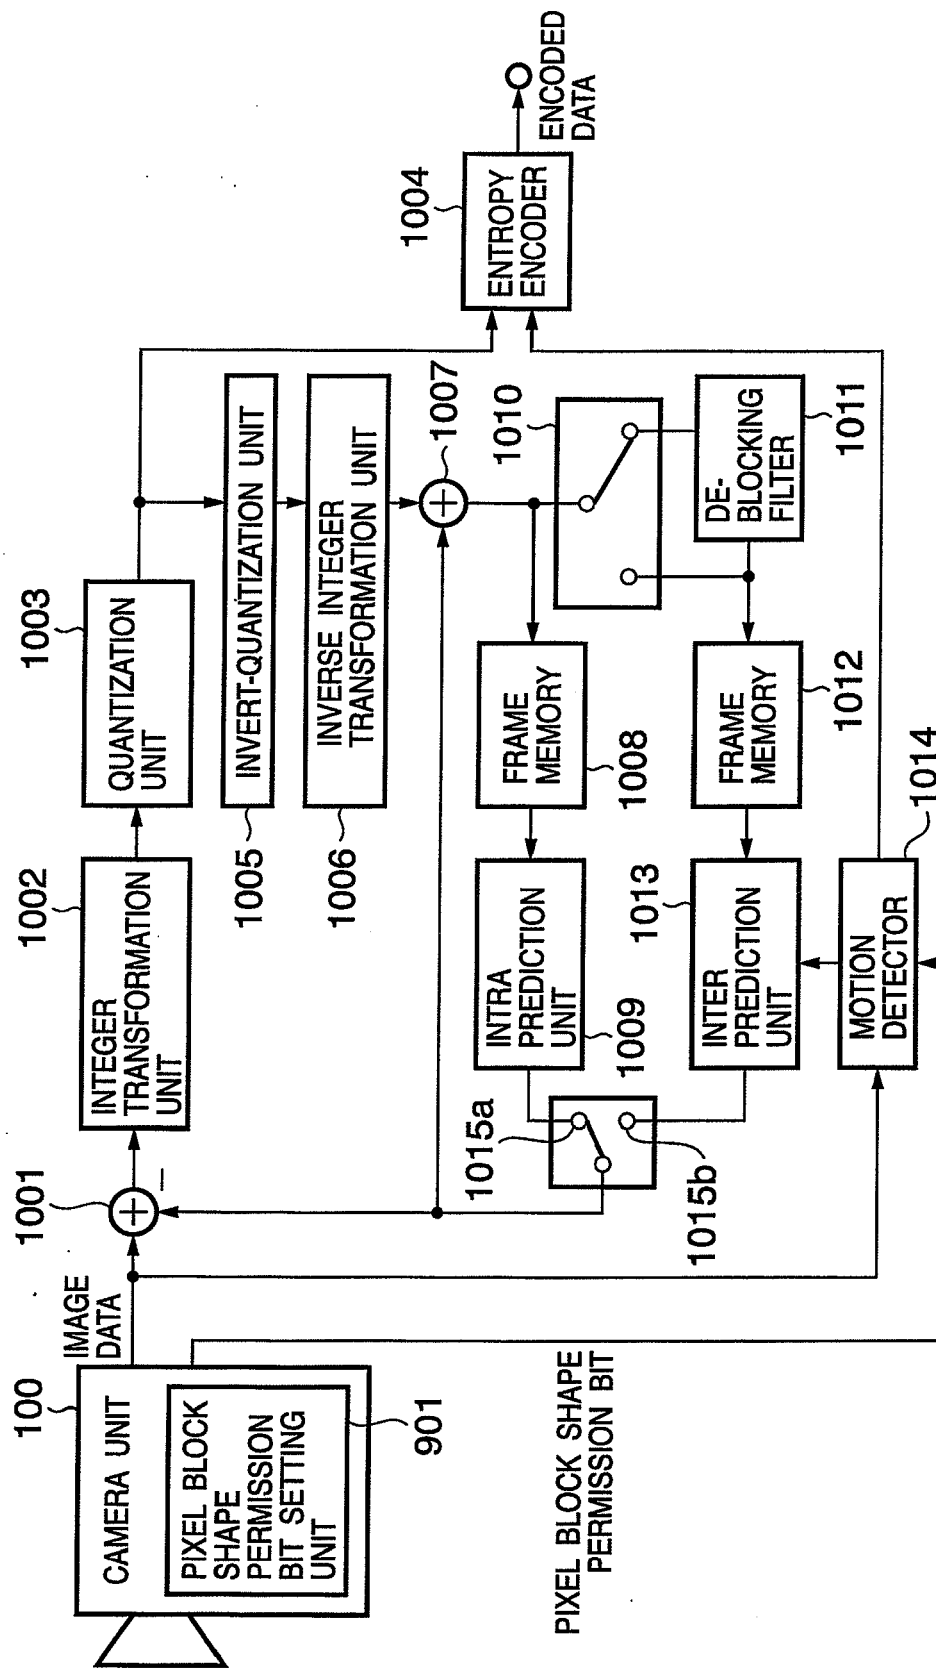 100
CAMERA UNIT
PIXEL BLOCK
SHAPE
PERMISSION
BIT SETTING
UNIT
901
IMAGE
DATA
PIXEL BLOCK SHAPE
PERMISSION BIT
1001
+
−
1002
INTEGER
TRANSFORMATION
UNIT
1003
QUANTIZATION
UNIT
1005
INVERT-QUANTIZATION UNIT
1006
INVERSE INTEGER
TRANSFORMATION UNIT
+
1007
1004
ENTROPY
ENCODER
ENCODED
DATA
1015a
1015b
INTRA
PREDICTION
UNIT
1009
FRAME
MEMORY
1008
1010
1013
INTER
PREDICTION
UNIT
FRAME
MEMORY
1012
DE-
BLOCKING
FILTER
1011
MOTION
DETECTOR
1014